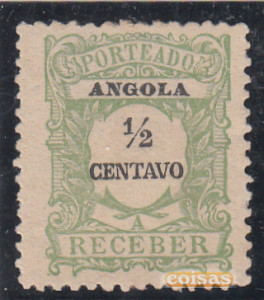 PORTEADO
ANGOLA
½
CENTAVO
A
RECEBER
coisas